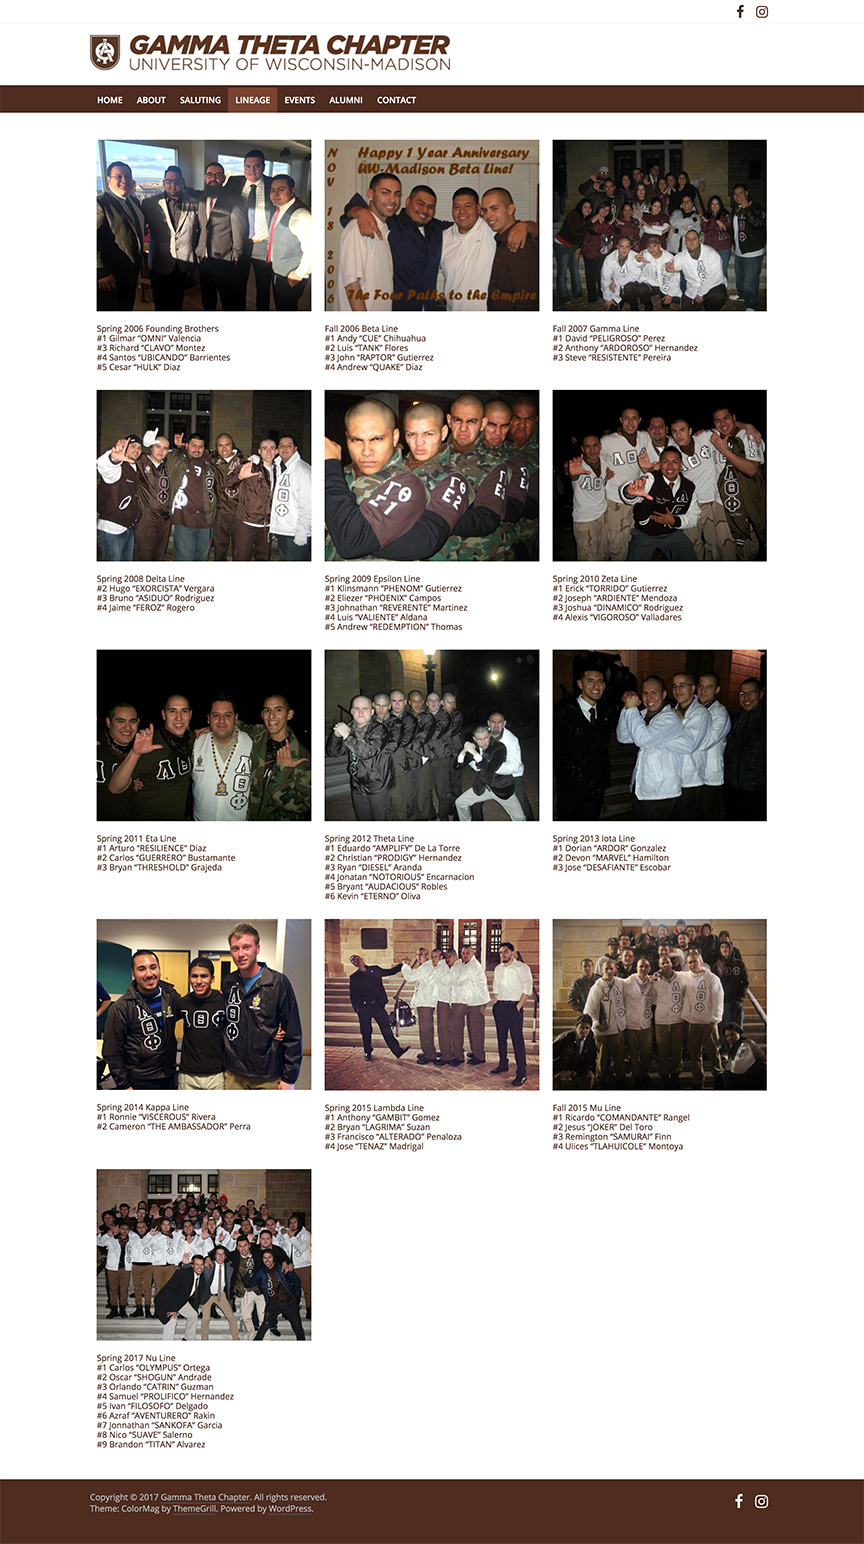 GAMMA THETA CHAPTER
UNIVERSITY OF WISCONSIN-MADISON
HOME ABOUT SALUTING LINEAGE EVENTS ALUMNI CONTACT
Happy 1 Year Anniversary
UW-Madison Beta Line!
NOV 18 2006
The Four Paths to the Empire
Spring 2006 Founding Brothers
#1 Gilmar “OMNI” Valencia
#3 Richard “CLAVO” Montez
#4 Santos “UBICANDO” Barrientes
#5 Cesar “HULK” Diaz
Fall 2006 Beta Line
#1 Andy “CUE” Chihuahua
#2 Luis “TANK” Flores
#3 John “RAPTOR” Gutierrez
#4 Andrew “QUAKE” Diaz
Fall 2007 Gamma Line
#1 David “PELIGROSO” Perez
#2 Anthony “ARDOROSO” Hernandez
#3 Steve “RESISTENTE” Pereira
ΛΘΦ
ΓΘ
Σ1
ΓΘ
Σ2
ΛΘΦ
Spring 2008 Delta Line
#2 Hugo “EXORCISTA” Vergara
#3 Bruno “ASIDUO” Rodriguez
#4 Jaime “FEROZ” Rogero
Spring 2009 Epsilon Line
#1 Klinsmann “PHENOM” Gutierrez
#2 Eliezer “PHOENIX” Campos
#3 Johnathan “REVERENTE” Martinez
#4 Luis “VALIENTE” Aldana
#5 Andrew “REDEMPTION” Thomas
Spring 2010 Zeta Line
#1 Erick “TORRIDO” Gutierrez
#2 Joseph “ARDIENTE” Mendoza
#3 Joshua “DINAMICO” Rodriguez
#4 Alexis “VIGOROSO” Valladares
ΛΘΦ
Spring 2011 Eta Line
#1 Arturo “RESILIENCE” Diaz
#2 Carlos “GUERRERO” Bustamante
#3 Bryan “THRESHOLD” Grajeda
Spring 2012 Theta Line
#1 Eduardo “AMPLIFY” De La Torre
#2 Christian “PRODIGY” Hernandez
#3 Ryan “DIESEL” Aranda
#4 Jonatan “NOTORIOUS” Encarnacion
#5 Bryant “AUDACIOUS” Robles
#6 Kevin “ETERNO” Oliva
Spring 2013 Iota Line
#1 Dorian “ARDOR” Gonzalez
#2 Devon “MARVEL” Hamilton
#3 Jose “DESAFIANTE” Escobar
ΛΘΦ
Spring 2014 Kappa Line
#1 Ronnie “VISCEROUS” Rivera
#2 Cameron “THE AMBASSADOR” Perra
Spring 2015 Lambda Line
#1 Anthony “GAMBIT” Gomez
#2 Bryan “LAGRIMA” Suzan
#3 Francisco “ALTERADO” Penaloza
#4 Jose “TENAZ” Madrigal
Fall 2015 Mu Line
#1 Ricardo “COMANDANTE” Rangel
#2 Jesus “JOKER” Del Toro
#3 Remington “SAMURAI” Finn
#4 Ulices “TLAHUICOLE” Montoya
Spring 2017 Nu Line
#1 Carlos “OLYMPUS” Ortega
#2 Oscar “SHOGUN” Andrade
#3 Orlando “CATRIN” Guzman
#4 Samuel “PROLIFICO” Hernandez
#5 Ivan “FILOSOFO” Delgado
#6 Azraf “AVENTURERO” Rakin
#7 Jonnathan “SANKOFA” Garcia
#8 Nico “SUAVE” Salerno
#9 Brandon “TITAN” Alvarez
Copyright © 2017 Gamma Theta Chapter. All rights reserved.
Theme: ColorMag by ThemeGrill. Powered by WordPress.